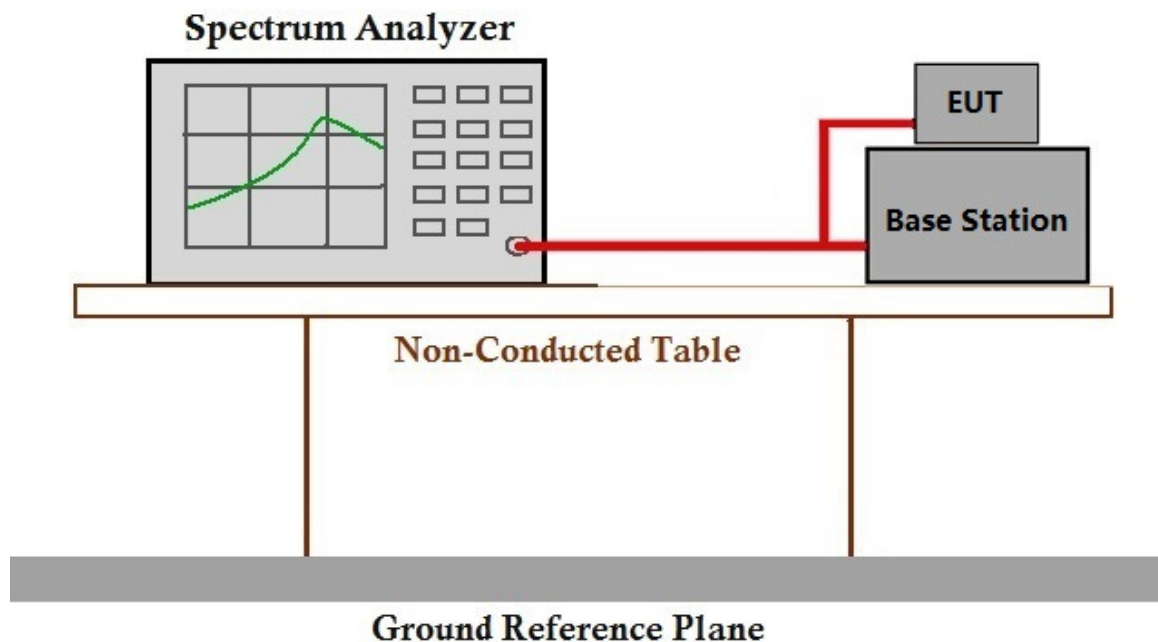 Spectrum Analyzer
EUT
Base Station
Non-Conducted Table
Ground Reference Plane